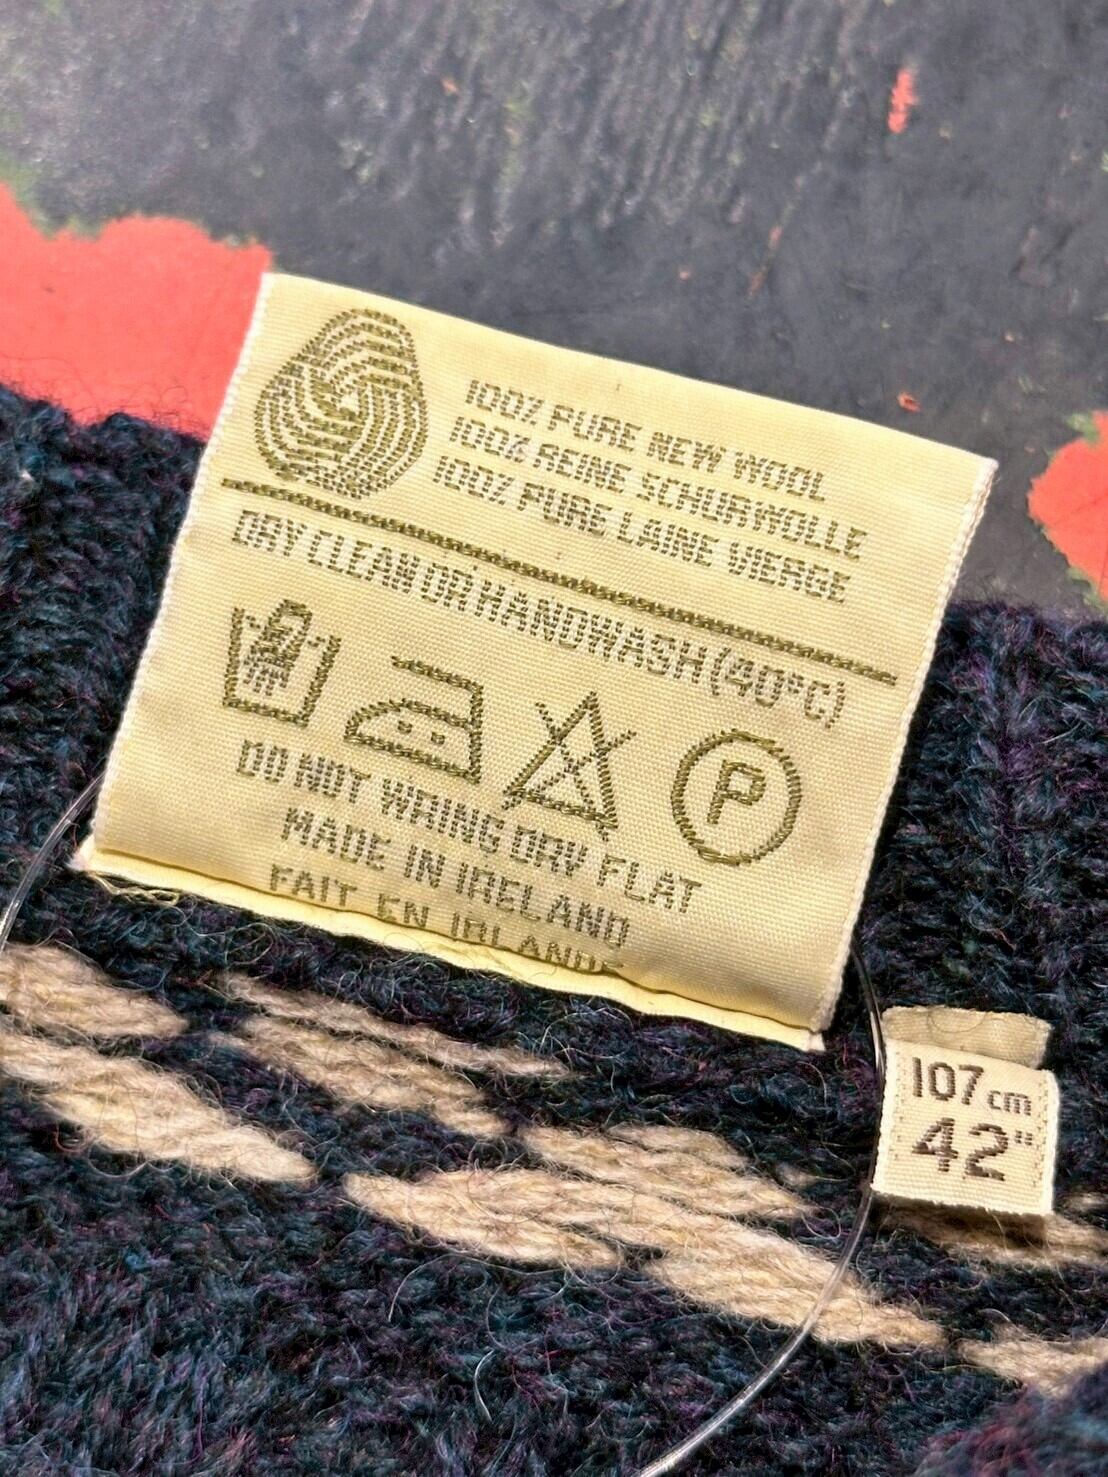 100% PURE NEW WOOL
100% REINE SCHURWOLLE
100% PURE LAINE VIERGE
DRY CLEAN OR HANDWASH (40°C)
P
DO NOT WRING DRY FLAT
MADE IN IRELAND
FAIT EN IRLANDE
107 cm
42"